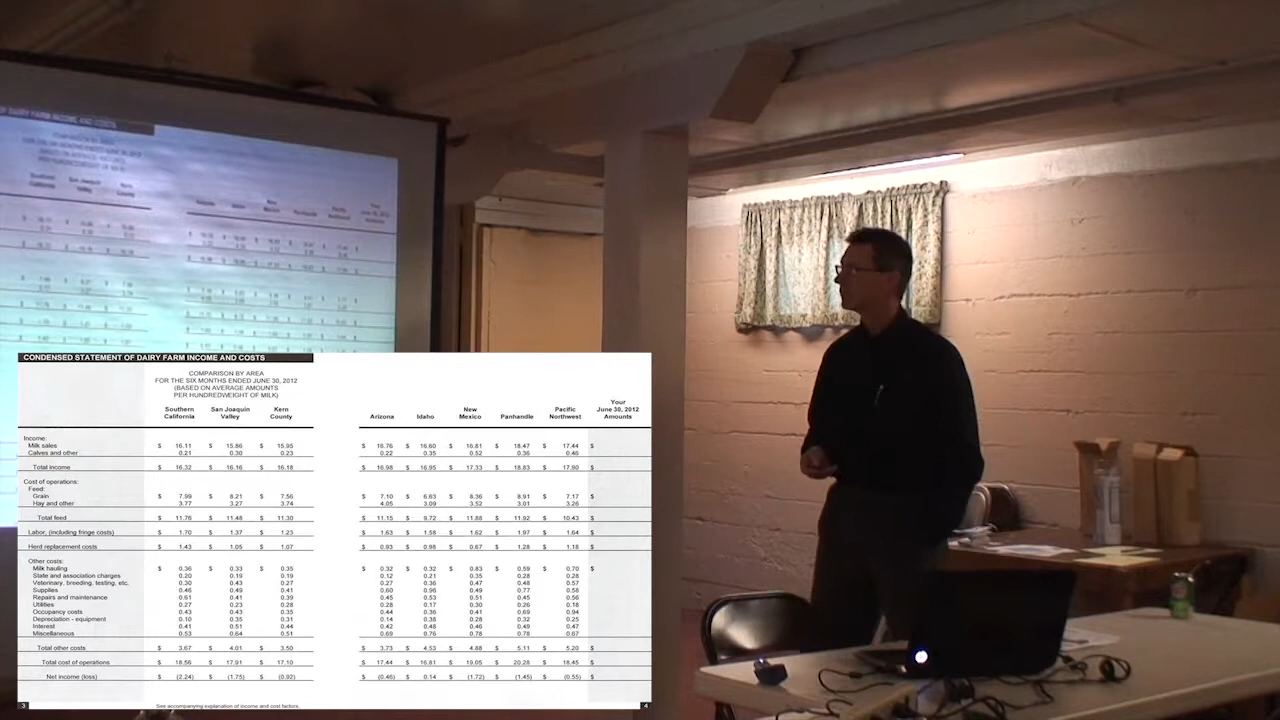 CONDENSED STATEMENT OF DAIRY FARM INCOME AND COSTS
COMPARISON BY AREA
FOR THE SIX MONTHS ENDED JUNE 30, 2012
(BASED ON AVERAGE AMOUNTS
PER HUNDREDWEIGHT OF MILK)
Southern California San Joaquin Valley Kern County Arizona Idaho New Mexico Panhandle Pacific Northwest Your June 30, 2012 Amounts
Income:
Milk sales $ 16.11 $ 15.86 $ 15.95 $ 16.76 $ 16.60 $ 16.81 $ 18.47 $ 17.44 $
Calves and other 0.21 0.30 0.23 0.22 0.35 0.52 0.36 0.46
Total income $ 16.32 $ 16.16 $ 16.18 $ 16.98 $ 16.95 $ 17.33 $ 18.83 $ 17.90 $
Cost of operations:
Feed:
Grain $ 7.99 $ 8.21 $ 7.56 $ 7.10 $ 6.63 $ 8.36 $ 8.91 $ 7.17 $
Hay and other 3.77 3.27 3.74 4.05 3.09 3.52 3.01 3.26
Total feed $ 11.76 $ 11.48 $ 11.30 $ 11.15 $ 9.72 $ 11.88 $ 11.92 $ 10.43 $
Labor, (including fringe costs) $ 1.70 $ 1.37 $ 1.23 $ 1.63 $ 1.58 $ 1.62 $ 1.97 $ 1.64 $
Herd replacement costs $ 1.43 $ 1.05 $ 1.07 $ 0.93 $ 0.98 $ 0.67 $ 1.28 $ 1.18 $
Other costs:
Milk hauling $ 0.36 $ 0.33 $ 0.35 $ 0.32 $ 0.32 $ 0.83 $ 0.59 $ 0.70 $
State and association charges 0.20 0.19 0.19 0.12 0.21 0.35 0.28 0.28
Veterinary, breeding, testing, etc. 0.30 0.43 0.27 0.27 0.36 0.47 0.48 0.57
Supplies 0.46 0.49 0.41 0.60 0.96 0.49 0.77 0.58
Repairs and maintenance 0.61 0.41 0.39 0.45 0.53 0.51 0.45 0.56
Utilities 0.27 0.23 0.28 0.28 0.17 0.30 0.26 0.18
Occupancy costs 0.43 0.43 0.35 0.44 0.36 0.41 0.69 0.94
Depreciation - equipment 0.10 0.35 0.31 0.14 0.38 0.28 0.32 0.25
Interest 0.41 0.51 0.44 0.42 0.48 0.46 0.49 0.47
Miscellaneous 0.53 0.64 0.51 0.69 0.76 0.78 0.78 0.67
Total other costs $ 3.67 $ 4.01 $ 3.50 $ 3.73 $ 4.53 $ 4.88 $ 5.11 $ 5.20 $
Total cost of operations $ 18.56 $ 17.91 $ 17.10 $ 17.44 $ 16.81 $ 19.05 $ 20.28 $ 18.45 $
Net income (loss) $ (2.24) $ (1.75) $ (0.92) $ (0.46) $ 0.14 $ (1.72) $ (1.45) $ (0.55) $
3 See accompanying explanation of income and cost factors. 4